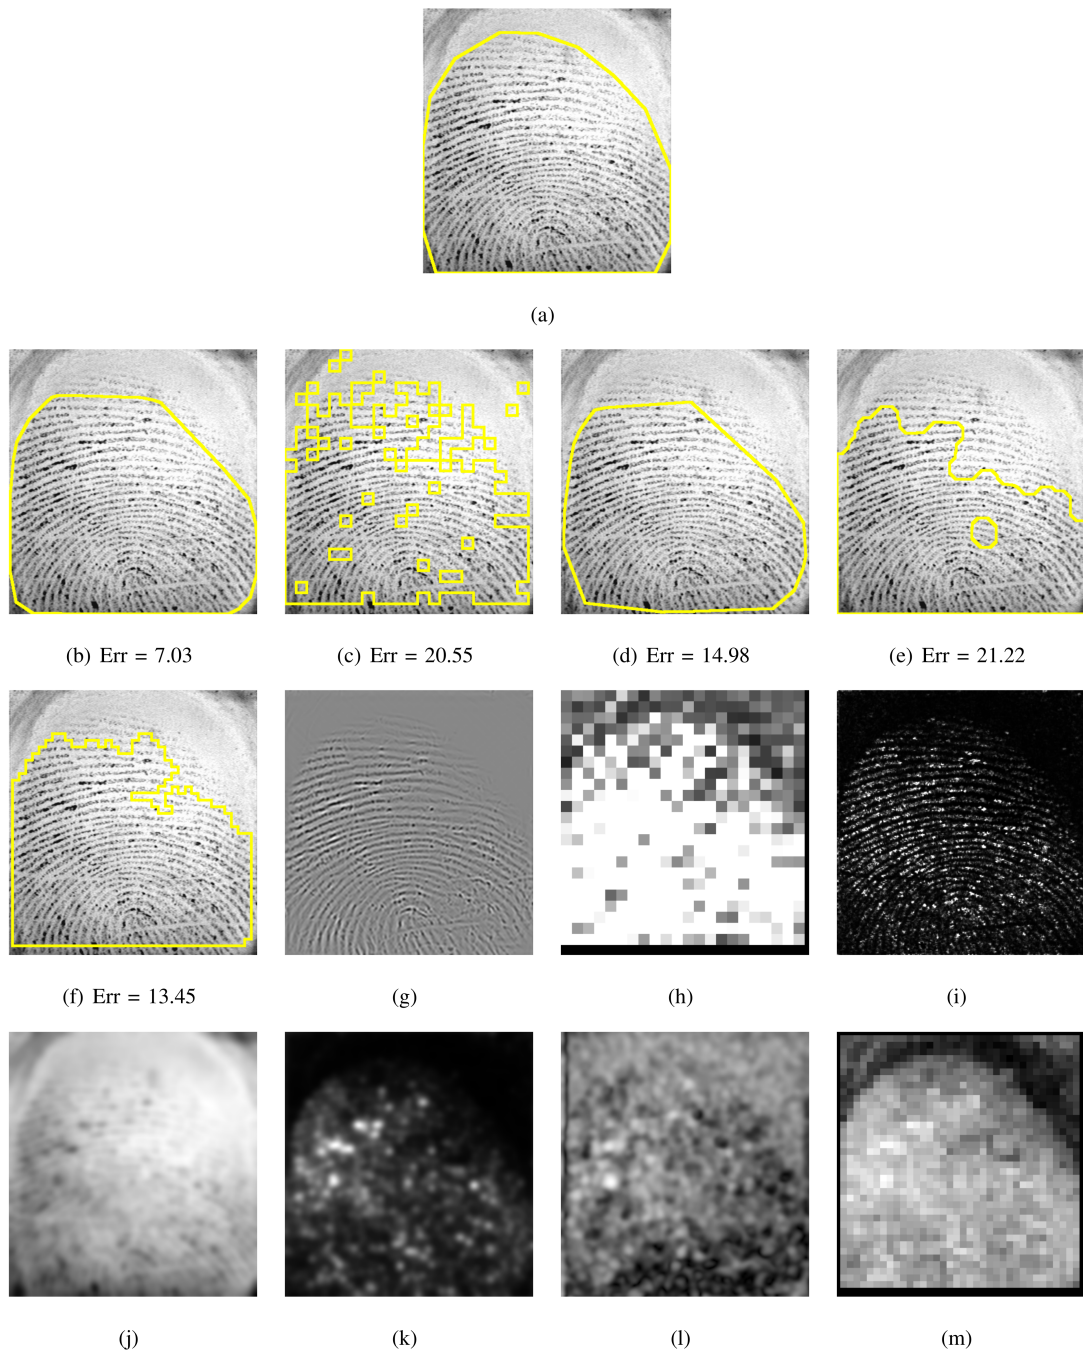 (a)
(b) Err = 7.03
(c) Err = 20.55
(d) Err = 14.98
(e) Err = 21.22
(f) Err = 13.45
(g)
(h)
(i)
(j)
(k)
(l)
(m)